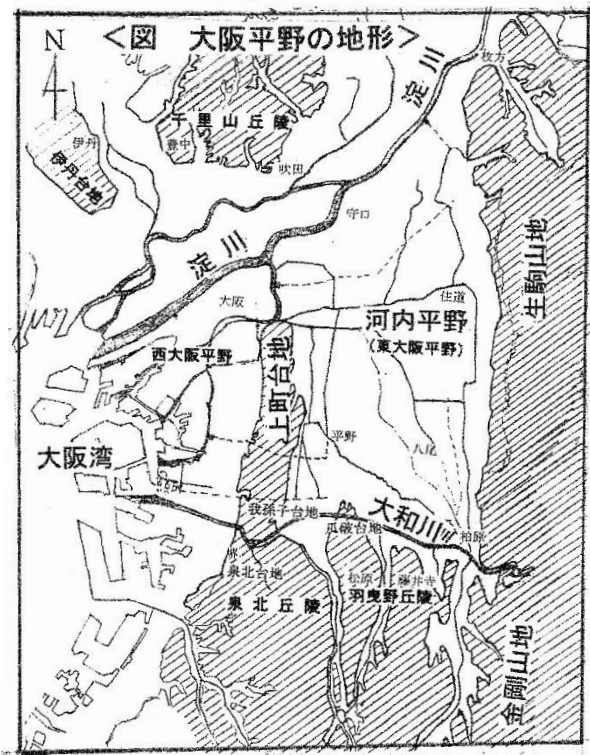 N
<図 大阪平野の地形>
淀川
枚方
千里山丘陵
豊中
伊丹
伊丹台地
吹田
守口
淀川
生駒山地
大阪
住道
河内平野
(東大阪平野)
西大阪平野
上町台地
平野
八尾
大阪湾
我孫子台地
大和川
瓜破台地
柏原
堺
泉北台地
松原
藤井寺
泉北丘陵
羽曳野丘陵
金剛山地